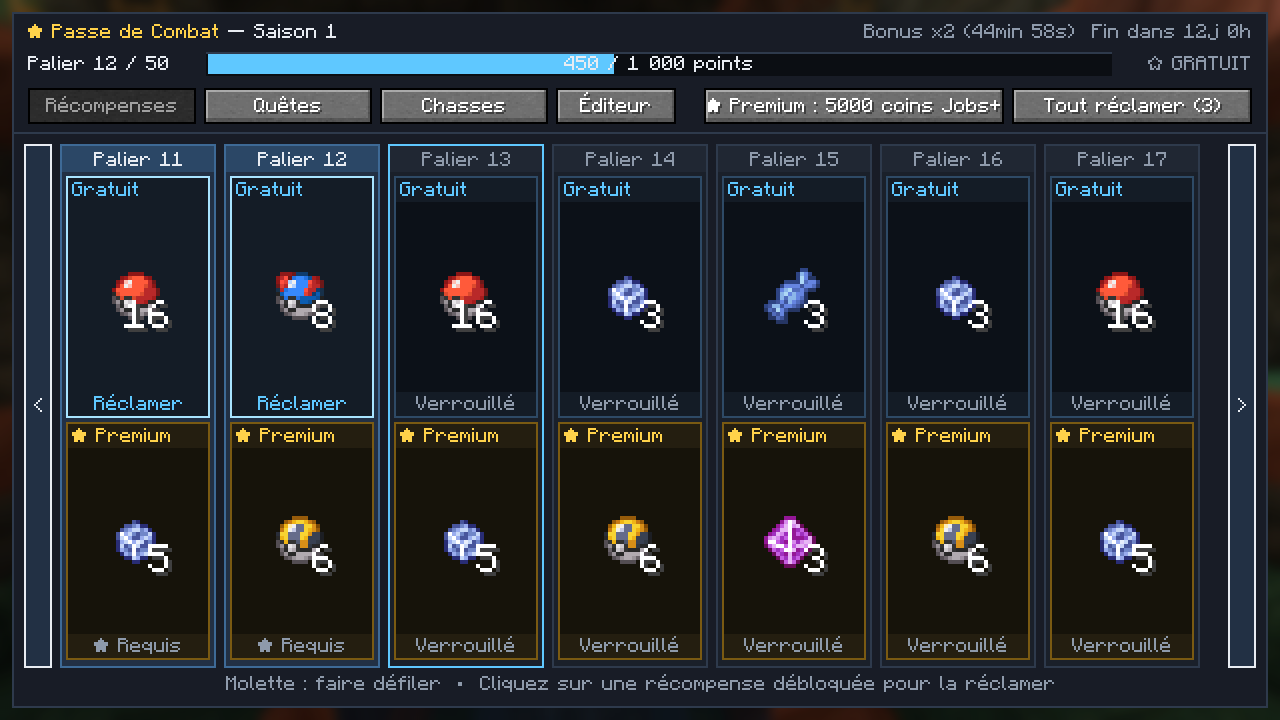 Passe de Combat — Saison 1
Bonus x2 (44min 58s) Fin dans 12j 0h
Palier 12 / 50
450 / 1 000 points
GRATUIT
Récompenses
Quêtes
Chasses
Éditeur
Premium : 5000 coins Jobs+
Tout réclamer (3)
Palier 11
Palier 12
Palier 13
Palier 14
Palier 15
Palier 16
Palier 17
Gratuit
Gratuit
Gratuit
Gratuit
Gratuit
Gratuit
Gratuit
16
8
16
3
3
3
16
<
>
Réclamer
Réclamer
Verrouillé
Verrouillé
Verrouillé
Verrouillé
Verrouillé
Premium
Premium
Premium
Premium
Premium
Premium
Premium
5
6
5
6
3
6
5
Requis
Requis
Verrouillé
Verrouillé
Verrouillé
Verrouillé
Verrouillé
Molette : faire défiler · Cliquez sur une récompense débloquée pour la réclamer